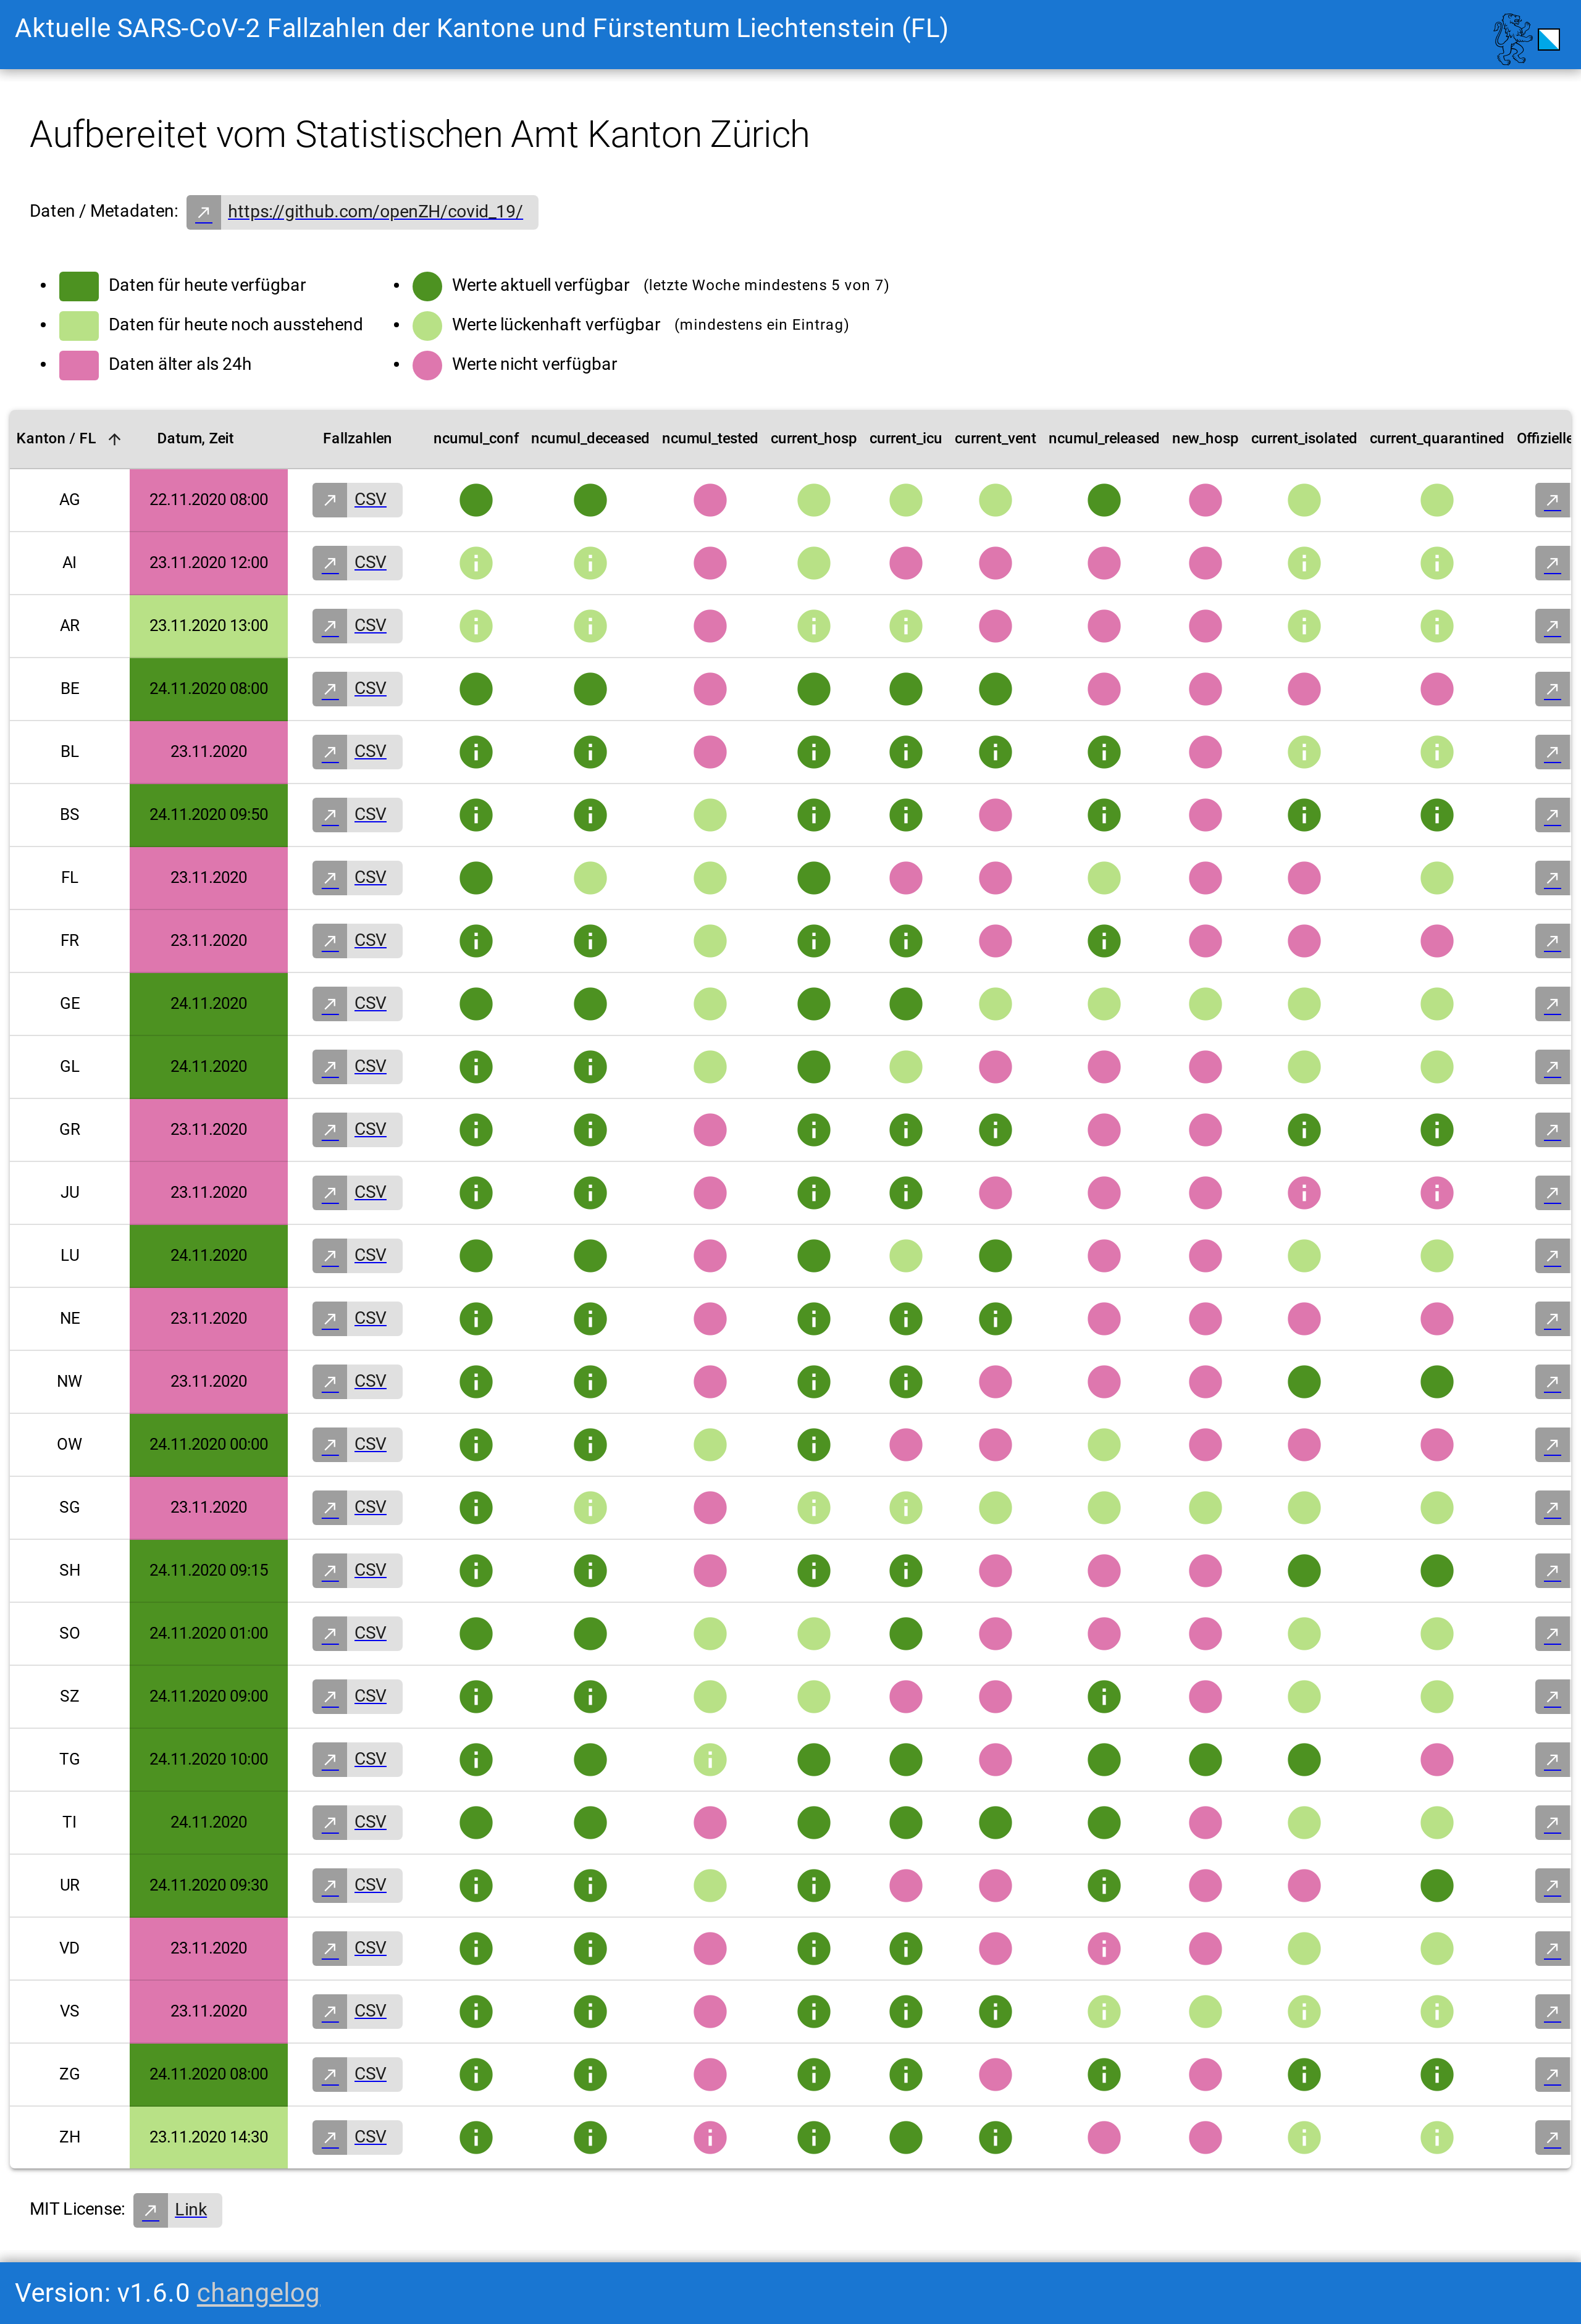 Aktuelle SARS-CoV-2 Fallzahlen der Kantone und Fürstentum Liechtenstein (FL)
Aufbereitet vom Statistischen Amt Kanton Zürich
Daten / Metadaten: https://github.com/openZH/covid_19/
Daten für heute verfügbar
Daten für heute noch ausstehend
Daten älter als 24h
Werte aktuell verfügbar (letzte Woche mindestens 5 von 7)
Werte lückenhaft verfügbar (mindestens ein Eintrag)
Werte nicht verfügbar
Kanton / FL Datum, Zeit Fallzahlen ncumul_conf ncumul_deceased ncumul_tested current_hosp current_icu current_vent ncumul_released new_hosp current_isolated current_quarantined Offizielle
AG 22.11.2020 08:00 CSV
AI 23.11.2020 12:00 CSV
AR 23.11.2020 13:00 CSV
BE 24.11.2020 08:00 CSV
BL 23.11.2020 CSV
BS 24.11.2020 09:50 CSV
FL 23.11.2020 CSV
FR 23.11.2020 CSV
GE 24.11.2020 CSV
GL 24.11.2020 CSV
GR 23.11.2020 CSV
JU 23.11.2020 CSV
LU 24.11.2020 CSV
NE 23.11.2020 CSV
NW 23.11.2020 CSV
OW 24.11.2020 00:00 CSV
SG 23.11.2020 CSV
SH 24.11.2020 09:15 CSV
SO 24.11.2020 01:00 CSV
SZ 24.11.2020 09:00 CSV
TG 24.11.2020 10:00 CSV
TI 24.11.2020 CSV
UR 24.11.2020 09:30 CSV
VD 23.11.2020 CSV
VS 23.11.2020 CSV
ZG 24.11.2020 08:00 CSV
ZH 23.11.2020 14:30 CSV
MIT License: Link
Version: v1.6.0 changelog